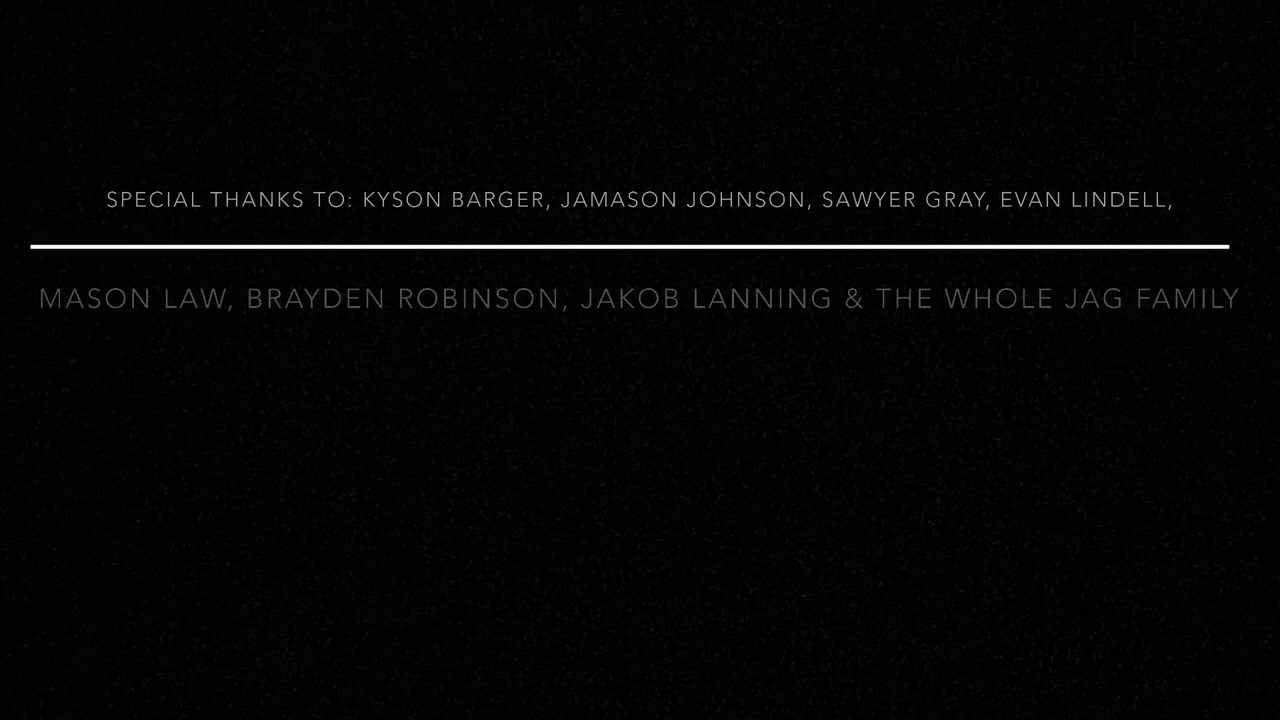 SPECIAL THANKS TO: KYSON BARGER, JAMASON JOHNSON, SAWYER GRAY, EVAN LINDELL,
MASON LAW, BRAYDEN ROBINSON, JAKOB LANNING & THE WHOLE JAG FAMILY